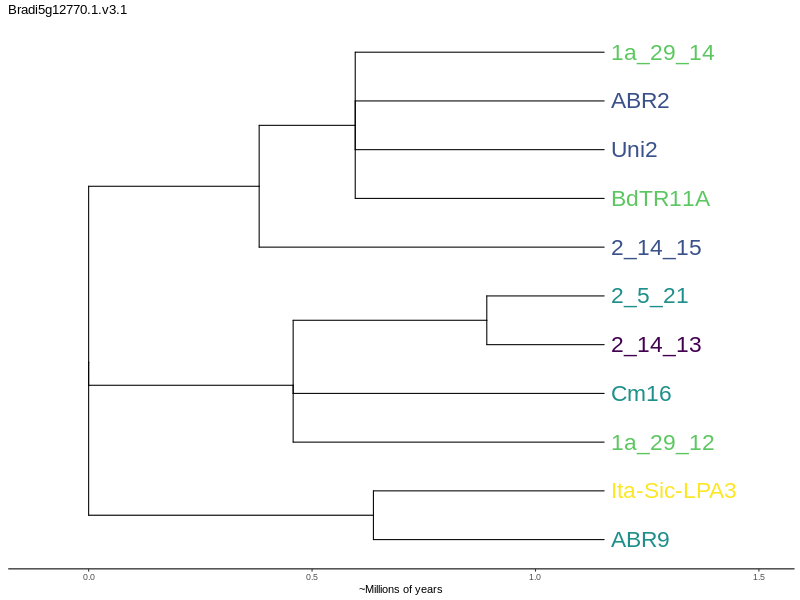 Bradi5g12770.1.v3.1
1a_29_14
ABR2
Uni2
BdTR11A
2_14_15
2_5_21
2_14_13
Cm16
1a_29_12
Ita-Sic-LPA3
ABR9
0.0 0.5 1.0 1.5
~Millions of years